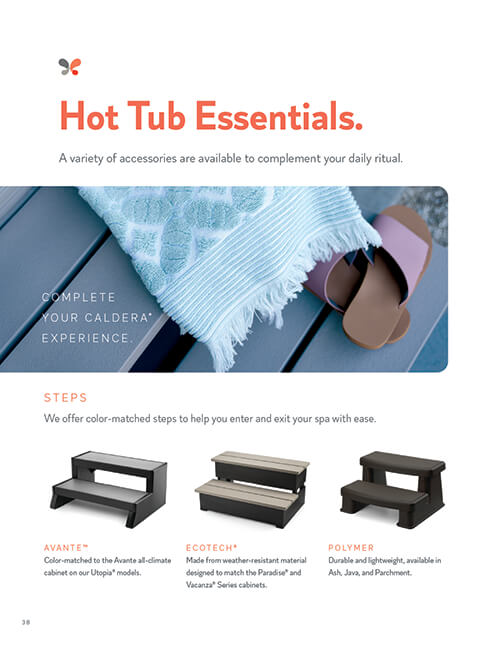 Hot Tub Essentials.
A variety of accessories are available to complement your daily ritual.
COMPLETE
YOUR CALDERA®
EXPERIENCE.
STEPS
We offer color-matched steps to help you enter and exit your spa with ease.
AVANTE™
Color-matched to the Avante all-climate
cabinet on our Utopia® models.
ECOTECH®
Made from weather-resistant material
designed to match the Paradise® and
Vacanza® Series cabinets.
POLYMER
Durable and lightweight, available in
Ash, Java, and Parchment.
38